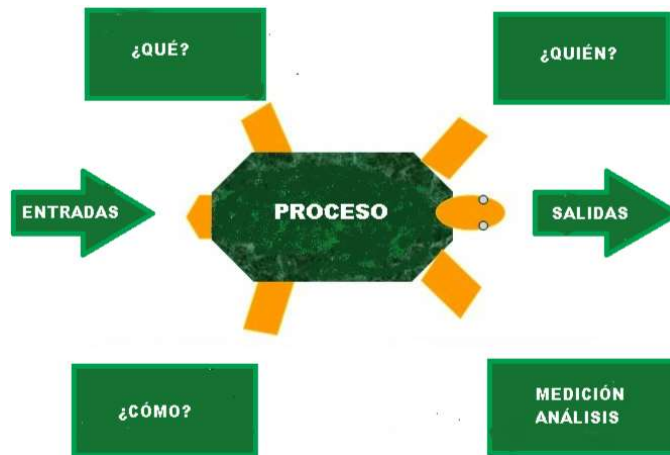 ¿QUÉ?
¿QUIÉN?
ENTRADAS
PROCESO
SALIDAS
¿CÓMO?
MEDICIÓN
ANÁLISIS